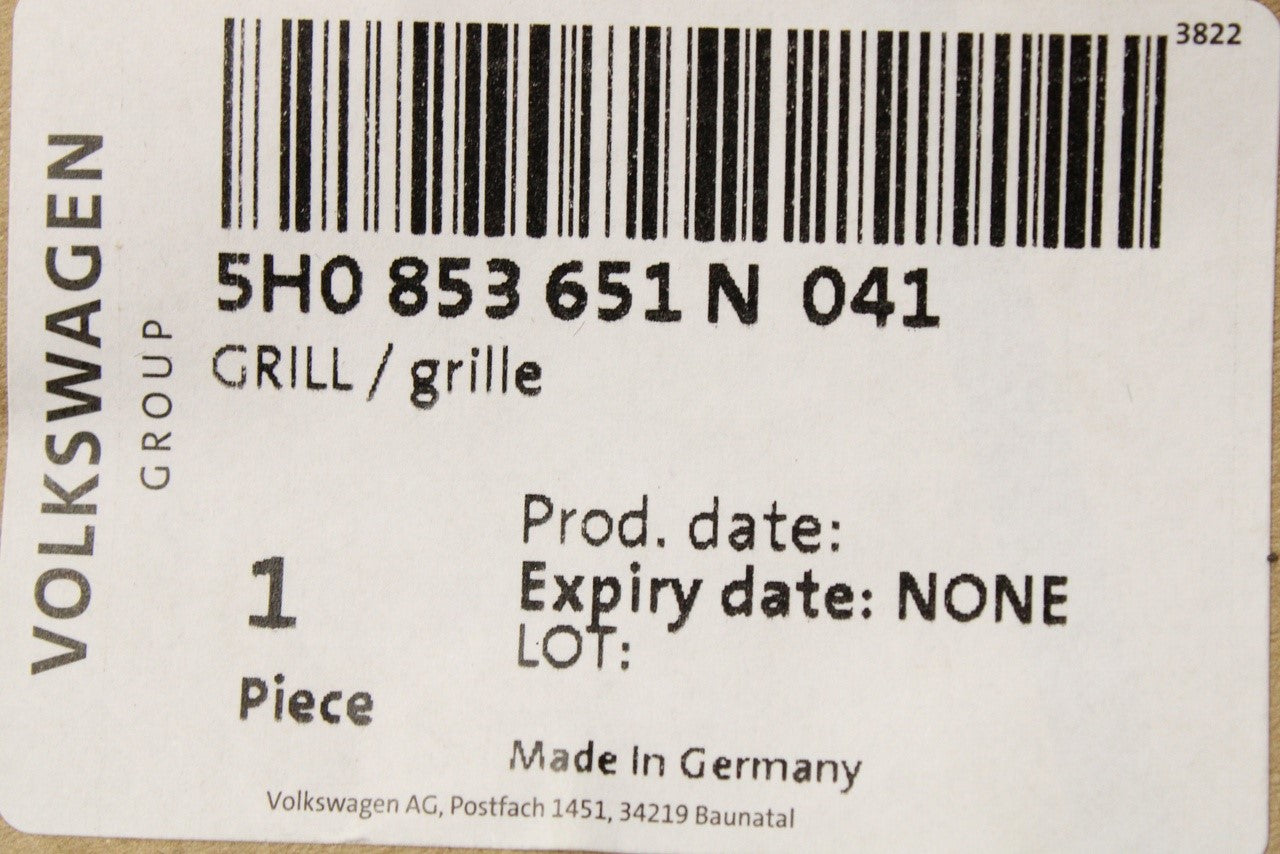 3822
VOLKSWAGEN
GROUP
5H0 853 651 N 041
GRILL / grille
Prod. date:
Expiry date: NONE
LOT:
1
Piece
Made In Germany
Volkswagen AG, Postfach 1451, 34219 Baunatal